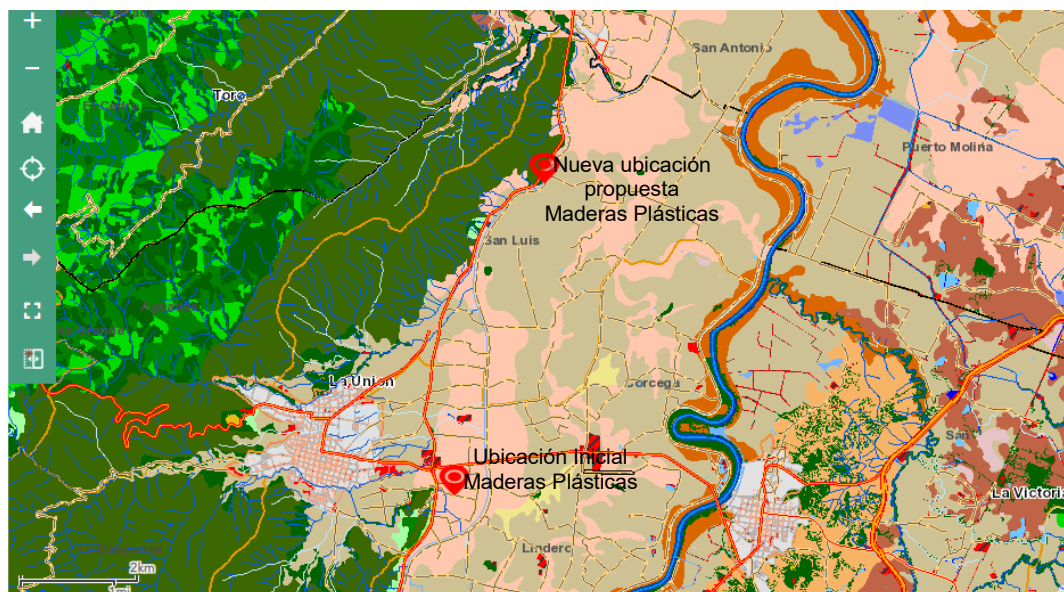 San Antonio
Toro
Puerto Molina
Nueva ubicación
propuesta
Maderas Plásticas
San Luis
La Unión
Corcega
Ubicación Inicial
Maderas Plásticas
La Victoria
Lindero
2km
1mi